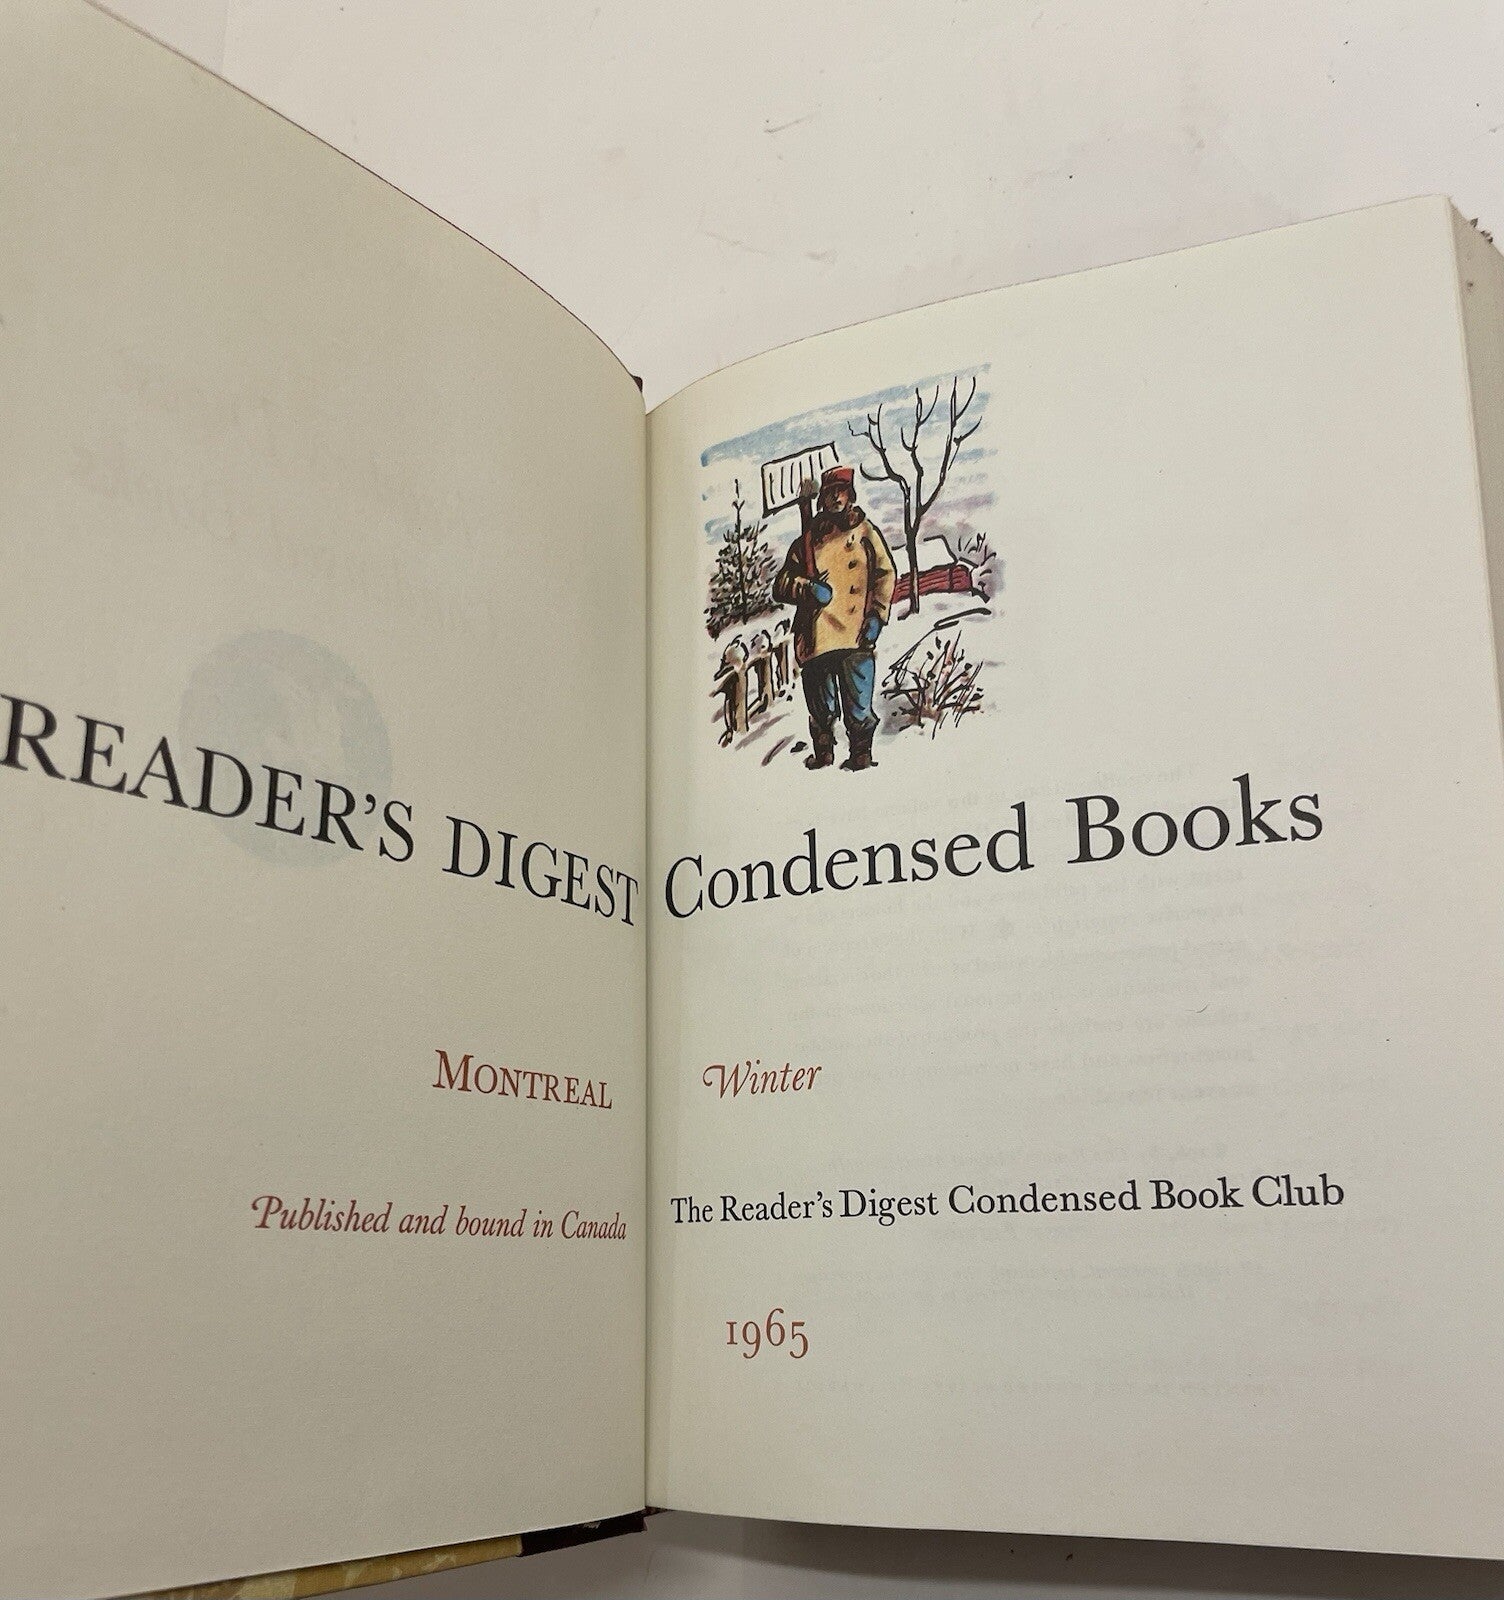 READER'S DIGEST Condensed Books
MONTREAL
Winter
Published and bound in Canada
The Reader's Digest Condensed Book Club
1965